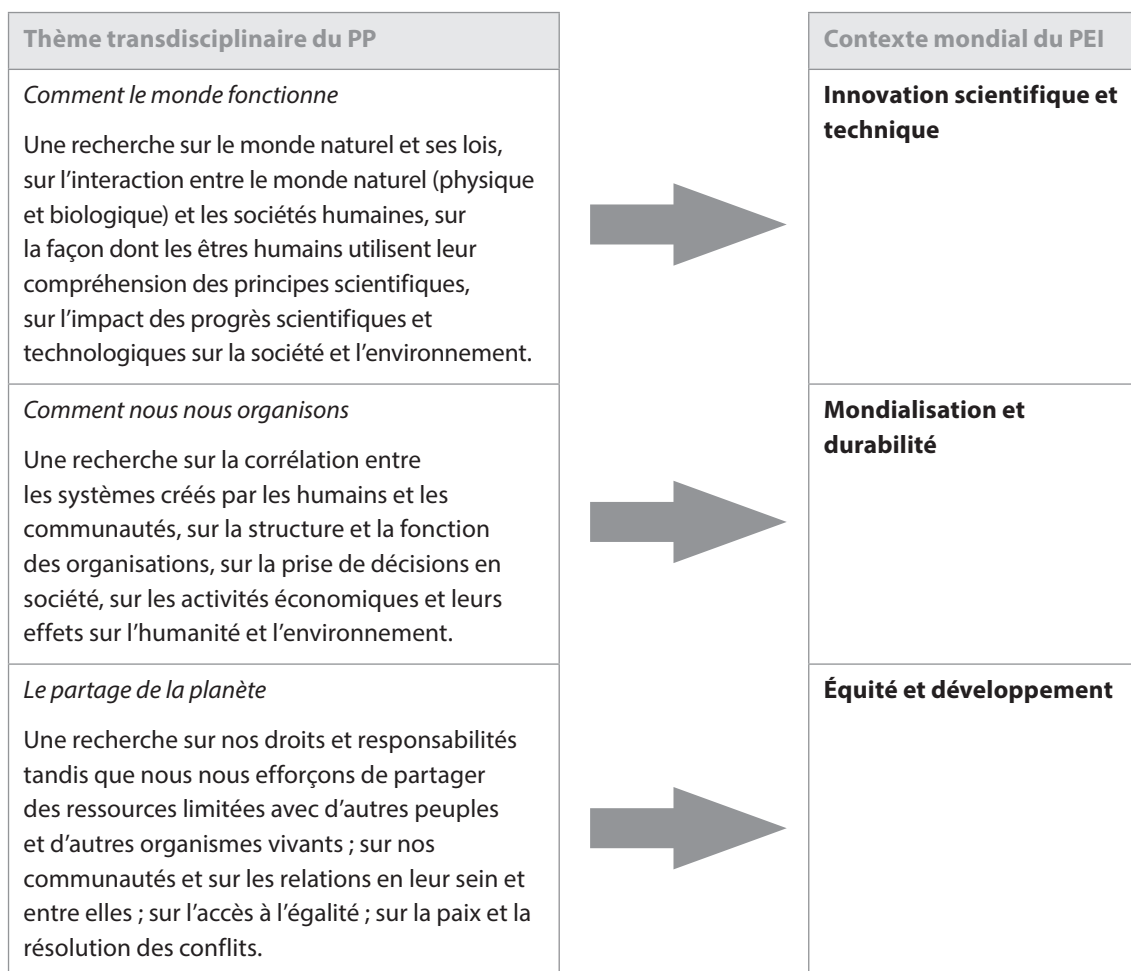 Thème transdisciplinaire du PP
Contexte mondial du PEI
Comment le monde fonctionne
Une recherche sur le monde naturel et ses lois,
sur l’interaction entre le monde naturel (physique
et biologique) et les sociétés humaines, sur
la façon dont les êtres humains utilisent leur
compréhension des principes scientifiques,
sur l’impact des progrès scientifiques et
technologiques sur la société et l’environnement.
Innovation scientifique et
technique
Comment nous nous organisons
Une recherche sur la corrélation entre
les systèmes créés par les humains et les
communautés, sur la structure et la fonction
des organisations, sur la prise de décisions en
société, sur les activités économiques et leurs
effets sur l’humanité et l’environnement.
Mondialisation et
durabilité
Le partage de la planète
Une recherche sur nos droits et responsabilités
tandis que nous nous efforçons de partager
des ressources limitées avec d’autres peuples
et d’autres organismes vivants ; sur nos
communautés et sur les relations en leur sein et
entre elles ; sur l’accès à l’égalité ; sur la paix et la
résolution des conflits.
Équité et développement